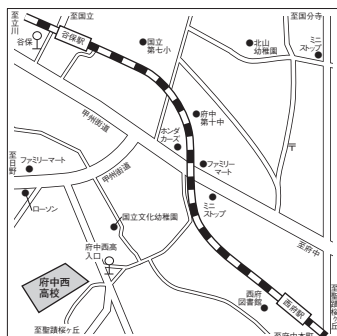 至立川
至国立
至国分寺
谷保
谷保駅
国立
第七小
北山
幼稚園
ミニ
ストップ
甲州街道
府中
第十中
ホンダ
カーズ
〒
至日野
ファミリーマート
甲州街道
ファミリー
マート
ローソン
ミニ
ストップ
国立文化幼稚園
至府中
府中西高
入口
府中西
高校
西府
図書館
西府駅
至聖蹟桜ヶ丘
至府中本町